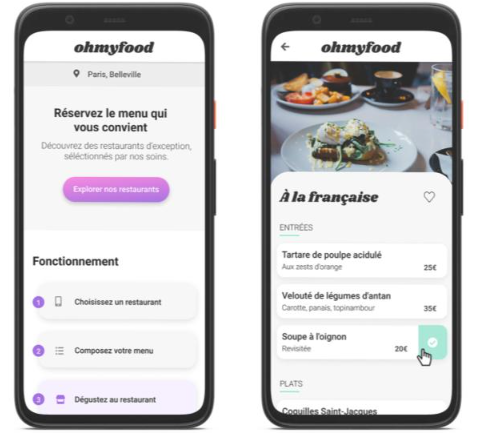 ohmyfood
Paris, Belleville
Réservez le menu qui
vous convient
Découvrez des restaurants d'exception,
séléctionnés par nos soins.
Explorer nos restaurants
Fonctionnement
1 Choisissez un restaurant
2 Composez votre menu
3 Dégustez au restaurant
ohmyfood
À la française
ENTRÉES
Tartare de poulpe acidulé
Aux zests d'orange 25€
Velouté de légumes d'antan
Carotte, panais, topinambour 35€
Soupe à l'oignon
Revisitée 20€
PLATS
Coquilles Saint-Jacques